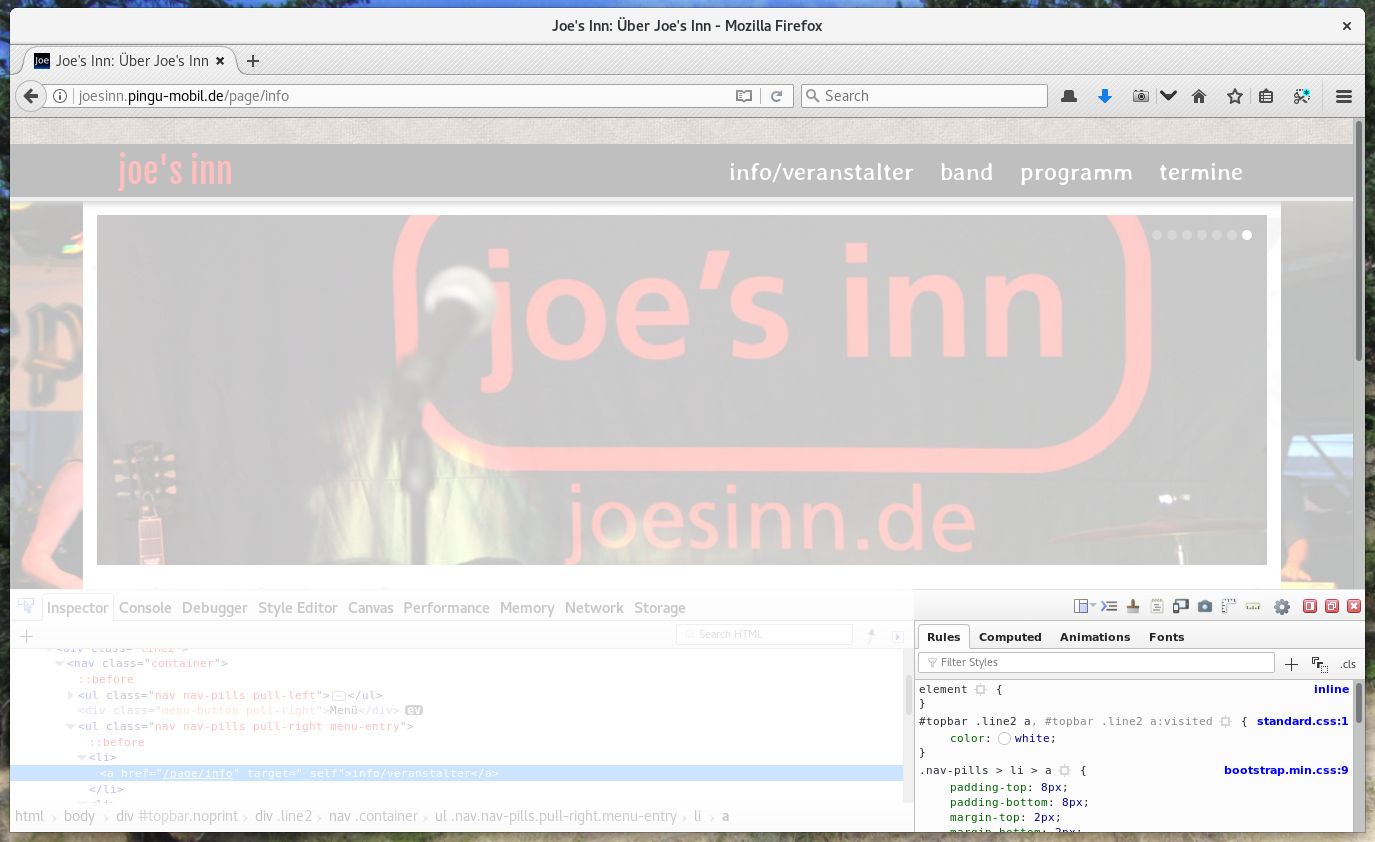 Joe's Inn: Über Joe's Inn - Mozilla Firefox
Joe Joe's Inn: Über Joe's Inn
joesinn.pingu-mobil.de/page/info
Search
joe's inn
info/veranstalter band programm termine
joe's inn
joesinn.de
Inspector Console Debugger Style Editor Canvas Performance Memory Network Storage
Search HTML
<div class="line2">
<nav class="container">
::before
<ul class="nav nav-pills pull-left"></ul>
<div class="menu-button pull-right">Menü</div> ev
<ul class="nav nav-pills pull-right menu-entry">
::before
<li>
<a href="/page/info" target="_self">info/veranstalter</a>
</li>
html body div #topbar.noprint div .line2 nav .container ul .nav.nav-pills.pull-right.menu-entry li a
Rules Computed Animations Fonts
Filter Styles
.cls
element { inline
}
#topbar .line2 a, #topbar .line2 a:visited { standard.css:1
color: white;
}
.nav-pills > li > a { bootstrap.min.css:9
padding-top: 8px;
padding-bottom: 8px;
margin-top: 2px;
margin-bottom: 2px;